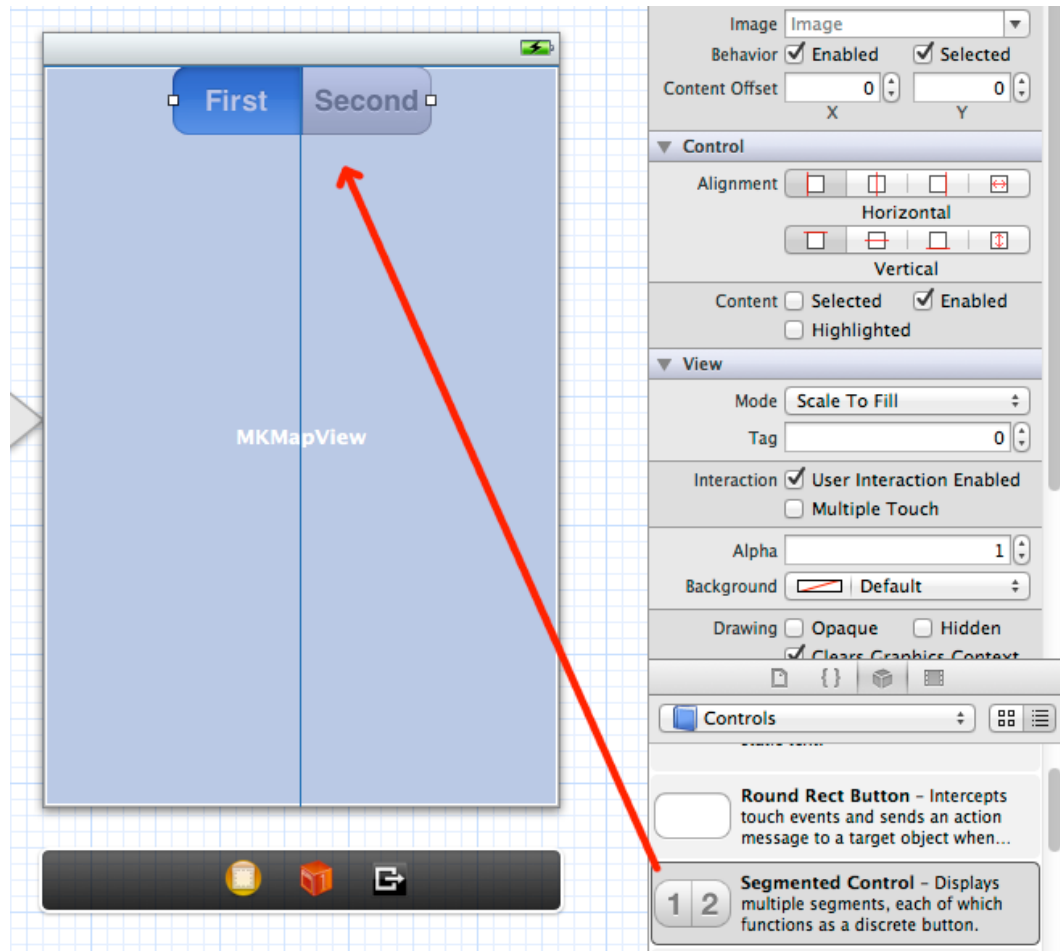 First Second
MKMapView
Image Image
Behavior Enabled Selected
Content Offset 0 0
X Y
Control
Alignment
Horizontal
Vertical
Content Selected Enabled
Highlighted
View
Mode Scale To Fill
Tag 0
Interaction User Interaction Enabled
Multiple Touch
Alpha 1
Background Default
Drawing Opaque Hidden
Clears Graphics Context
{}
Controls
Round Rect Button – Intercepts
touch events and sends an action
message to a target object when...
1 2
Segmented Control – Displays
multiple segments, each of which
functions as a discrete button.